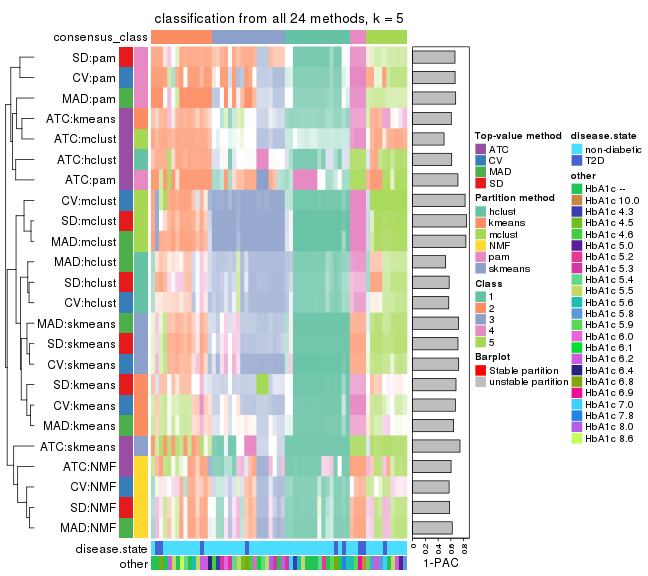 classification from all 24 methods, k = 5
consensus_class
SD:pam
CV:pam
MAD:pam
ATC:kmeans
ATC:mclust
ATC:hclust
ATC:pam
CV:mclust
SD:mclust
MAD:mclust
MAD:hclust
SD:hclust
CV:hclust
MAD:skmeans
SD:skmeans
CV:skmeans
SD:kmeans
CV:kmeans
MAD:kmeans
ATC:skmeans
ATC:NMF
CV:NMF
SD:NMF
MAD:NMF
disease.state
other
0 0.2 0.4 0.6 0.8
1-PAC
Top-value method
ATC
CV
MAD
SD
Partition method
hclust
kmeans
mclust
NMF
pam
skmeans
Class
1
2
3
4
5
Barplot
Stable partition
unstable partition
disease.state
non-diabetic
T2D
other
HbA1c --
HbA1c 10.0
HbA1c 4.3
HbA1c 4.5
HbA1c 4.6
HbA1c 5.0
HbA1c 5.2
HbA1c 5.3
HbA1c 5.4
HbA1c 5.5
HbA1c 5.6
HbA1c 5.8
HbA1c 5.9
HbA1c 6.0
HbA1c 6.1
HbA1c 6.2
HbA1c 6.4
HbA1c 6.8
HbA1c 6.9
HbA1c 7.0
HbA1c 7.8
HbA1c 8.0
HbA1c 8.6